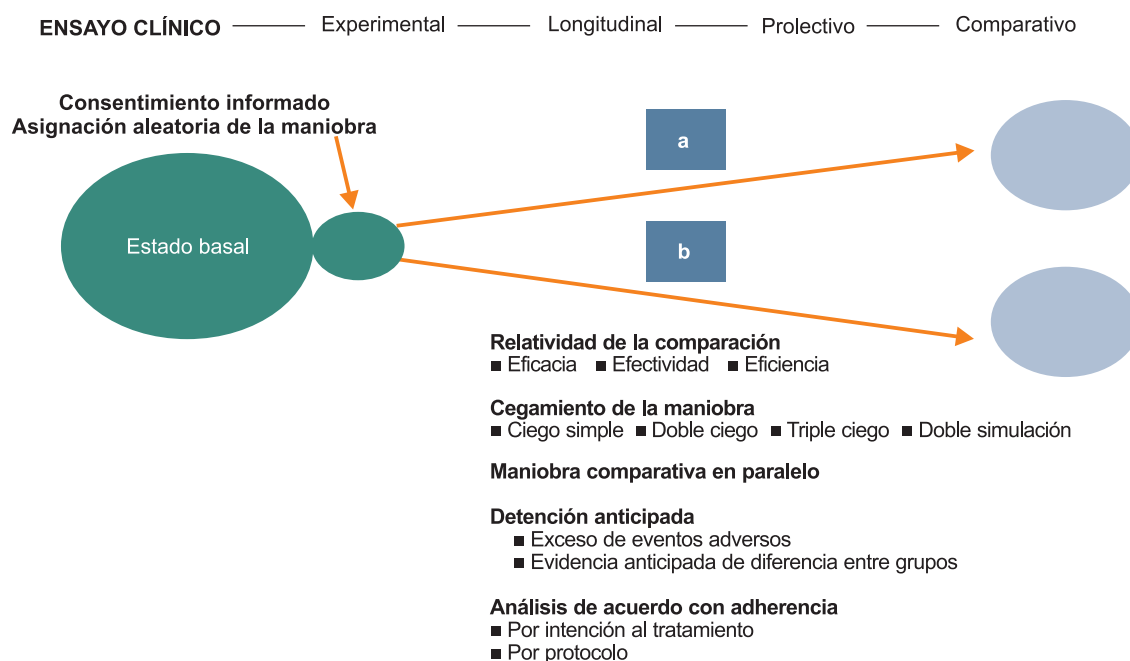 ENSAYO CLÍNICO — Experimental — Longitudinal — Prolectivo — Comparativo
Consentimiento informado
Asignación aleatoria de la maniobra
a
Estado basal
b
Relatividad de la comparación
■ Eficacia ■ Efectividad ■ Eficiencia
Cegamiento de la maniobra
■ Ciego simple ■ Doble ciego ■ Triple ciego ■ Doble simulación
Maniobra comparativa en paralelo
Detención anticipada
■ Exceso de eventos adversos
■ Evidencia anticipada de diferencia entre grupos
Análisis de acuerdo con adherencia
■ Por intención al tratamiento
■ Por protocolo